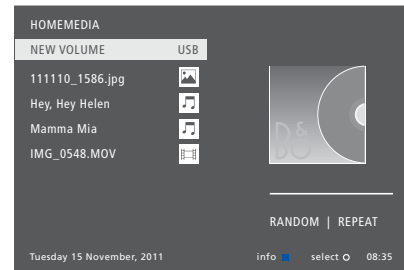 HOMEMEDIA
NEW VOLUME USB
111110_1586.jpg
Hey, Hey Helen
Mamma Mia
IMG_0548.MOV
B&O
RANDOM | REPEAT
Tuesday 15 November, 2011 info select 08:35